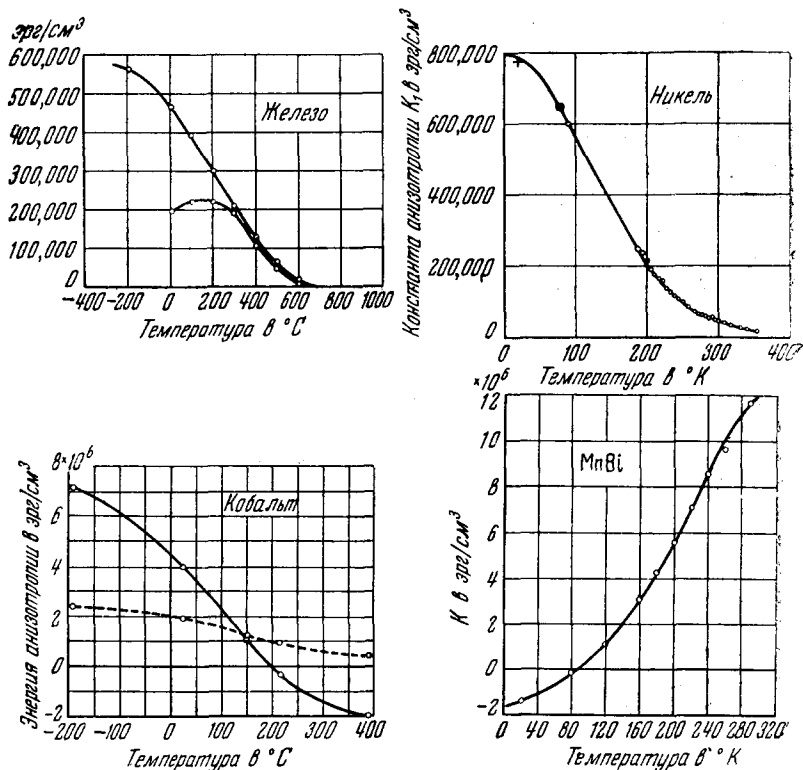 эрг/см³
600,000
500,000
400,000
300,000
200,000
100,000
0
Железо
-400 -200 0 200 400 600 800 1000
Температура в °C
Константа анизотропии K₁ в эрг/см³
800,000
600,000
400,000
200,000
0
Никель
0 100 200 300 400
Температура в °K
Энергия анизотропии в эрг/см³
8×10⁶
6
4
2
0
-2
Кобальт
-200 -100 0 100 200 300 400
Температура в °C
K в эрг/см³
×10⁶
12
10
8
6
4
2
0
-2
MnBi
0 40 80 120 160 200 240 280 320
Температура в °K